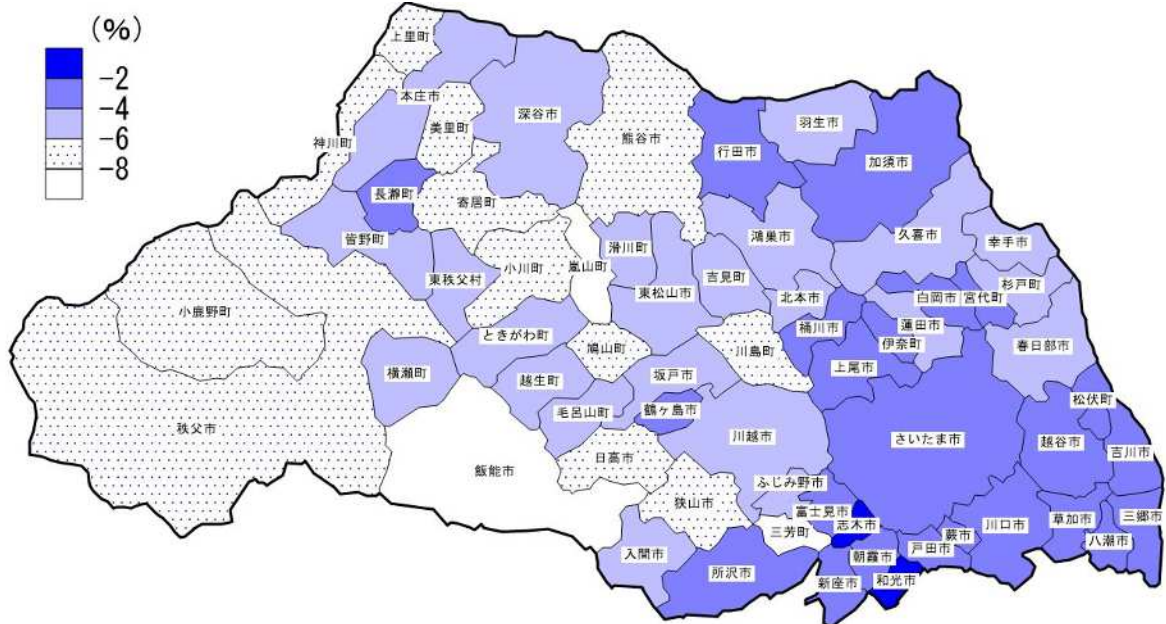 (%)
-2
-4
-6
-8
上里町
本庄市
美里町
深谷市
熊谷市
神川町
行田市
羽生市
加須市
長瀞町
寄居町
皆野町
小川町
嵐山町
滑川町
鴻巣市
久喜市
幸手市
東秩父村
東松山市
吉見町
北本市
白岡市
宮代町
杉戸町
小鹿野町
ときがわ町
鳩山町
川島町
桶川市
蓮田市
伊奈町
春日部市
横瀬町
越生町
坂戸市
上尾市
毛呂山町
鶴ヶ島市
松伏町
秩父市
川越市
さいたま市
越谷市
吉川市
飯能市
日高市
ふじみ野市
狭山市
富士見市
志木市
三芳町
川口市
草加市
三郷市
蕨市
戸田市
八潮市
入間市
朝霞市
所沢市
新座市
和光市